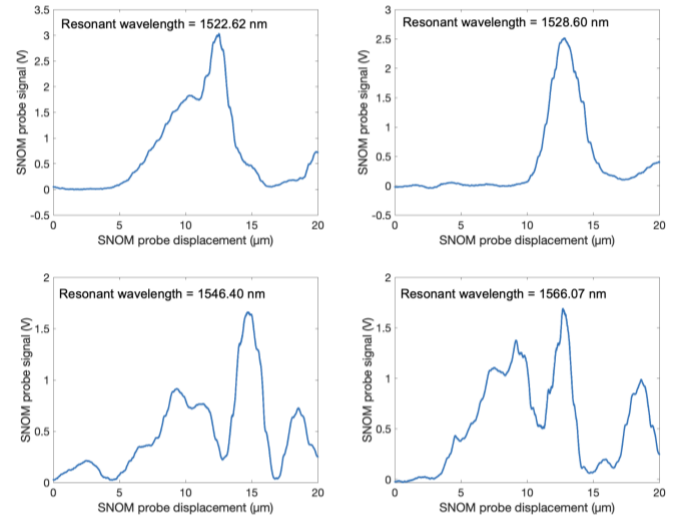 Resonant wavelength = 1522.62 nm
SNOM probe signal (V)
3.5
3
2.5
2
1.5
1
0.5
0
-0.5
0 5 10 15 20
SNOM probe displacement (μm)
Resonant wavelength = 1528.60 nm
SNOM probe signal (V)
3
2.5
2
1.5
1
0.5
0
-0.5
0 5 10 15 20
SNOM probe displacement (μm)
Resonant wavelength = 1546.40 nm
SNOM probe signal (V)
2
1.5
1
0.5
0
0 5 10 15 20
SNOM probe displacement (μm)
Resonant wavelength = 1566.07 nm
SNOM probe signal (V)
2
1.5
1
0.5
0
0 5 10 15 20
SNOM probe displacement (μm)